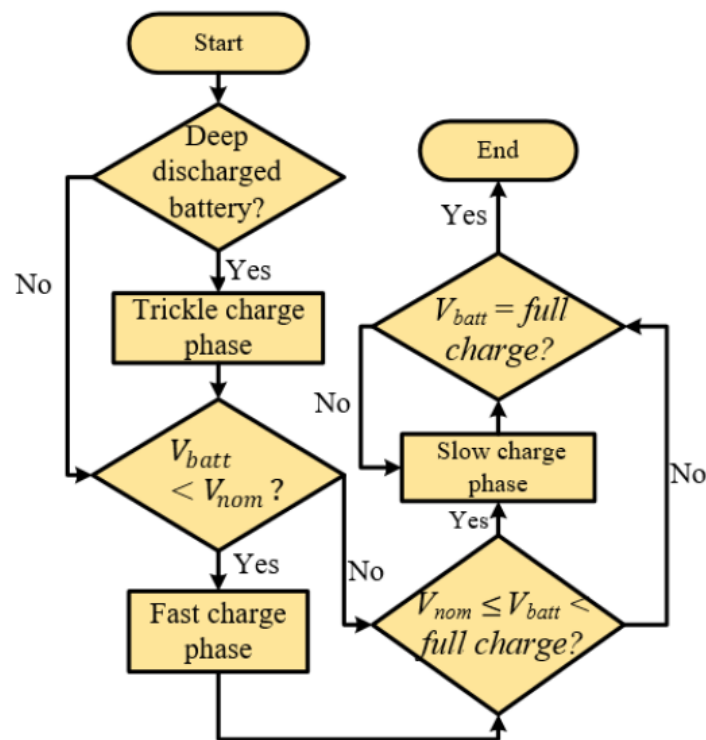 Start
Deep
discharged
battery?
No
Yes
Trickle charge
phase
V_batt
< V_nom ?
Yes
No
Fast charge
phase
End
Yes
V_batt = full
charge?
No
Slow charge
phase
No
Yes
V_nom ≤ V_batt <
full charge?